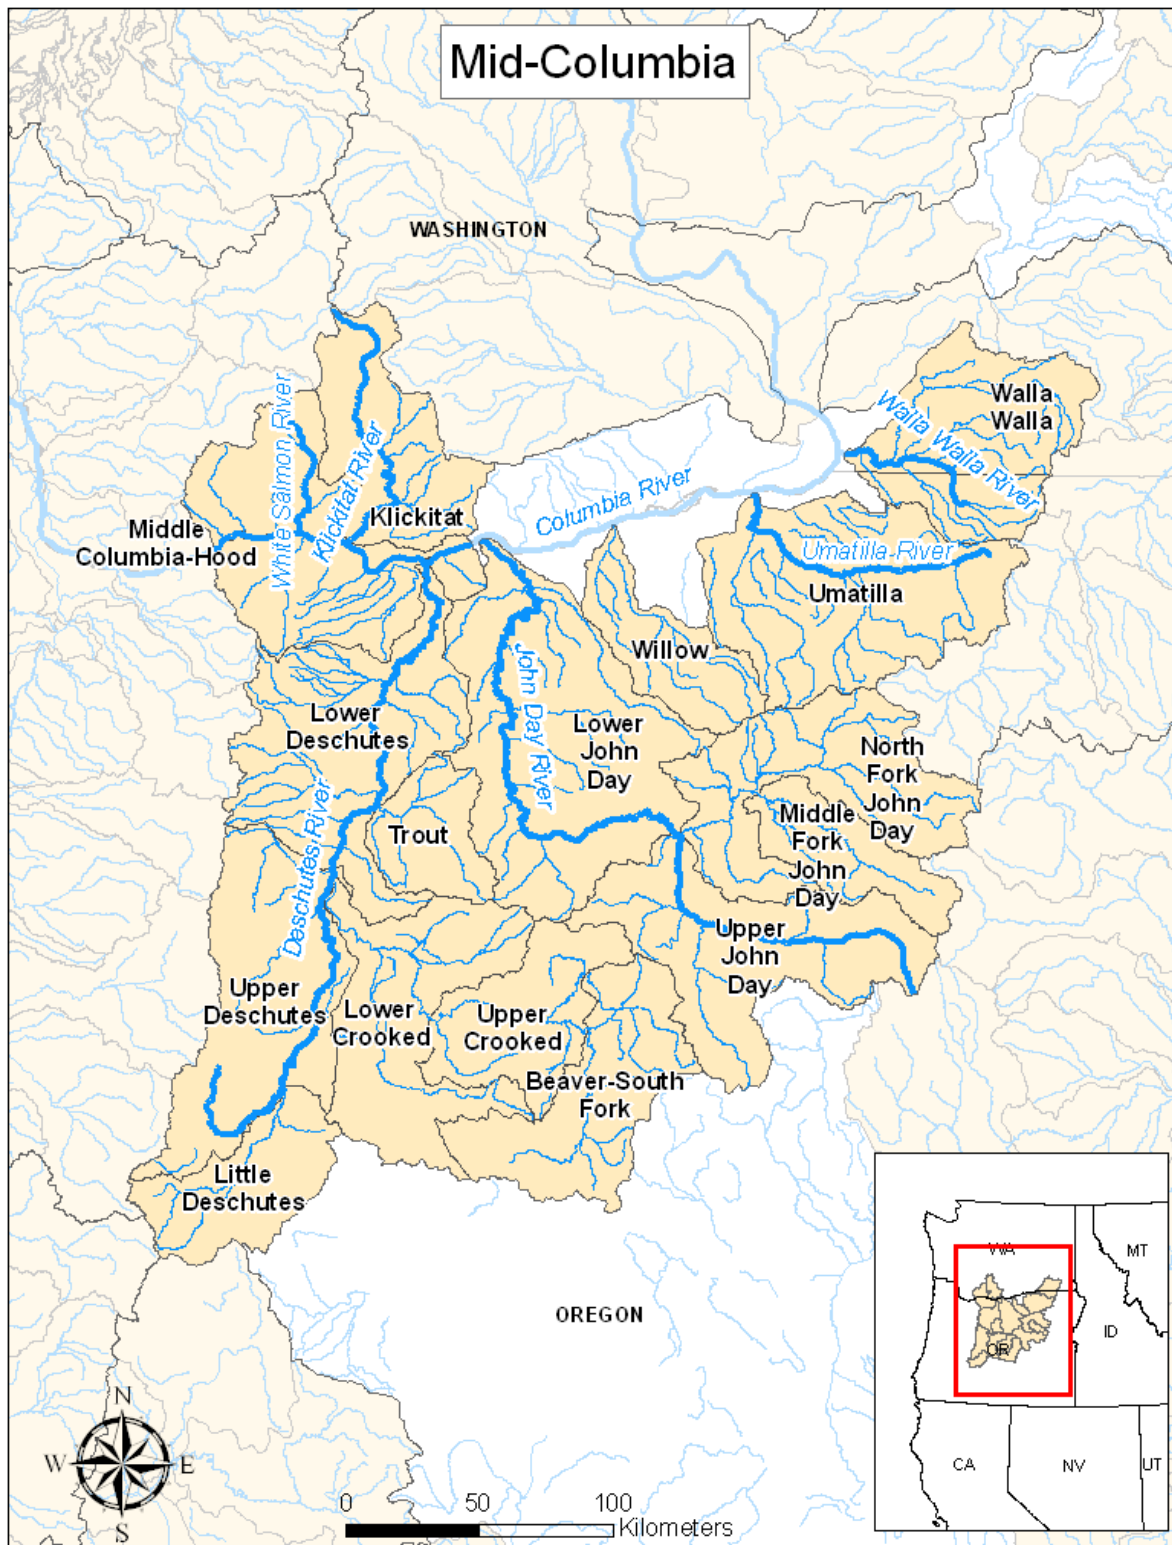 Mid-Columbia
WASHINGTON
Walla
Walla
Walla Walla River
White Salmon River
Klickitat River
Klickitat
Columbia River
Middle
Columbia-Hood
Umatilla River
Umatilla
Willow
John Day River
Lower
Deschutes
Lower
John
Day
North
Fork
John
Day
Middle
Fork
John
Day
Trout
Deschutes River
Upper
John
Day
Upper
Deschutes
Lower
Crooked
Upper
Crooked
Beaver-South
Fork
Little
Deschutes
OREGON
WA
MT
ID
OR
CA
NV
UT
N
W
E
S
0
50
100
Kilometers